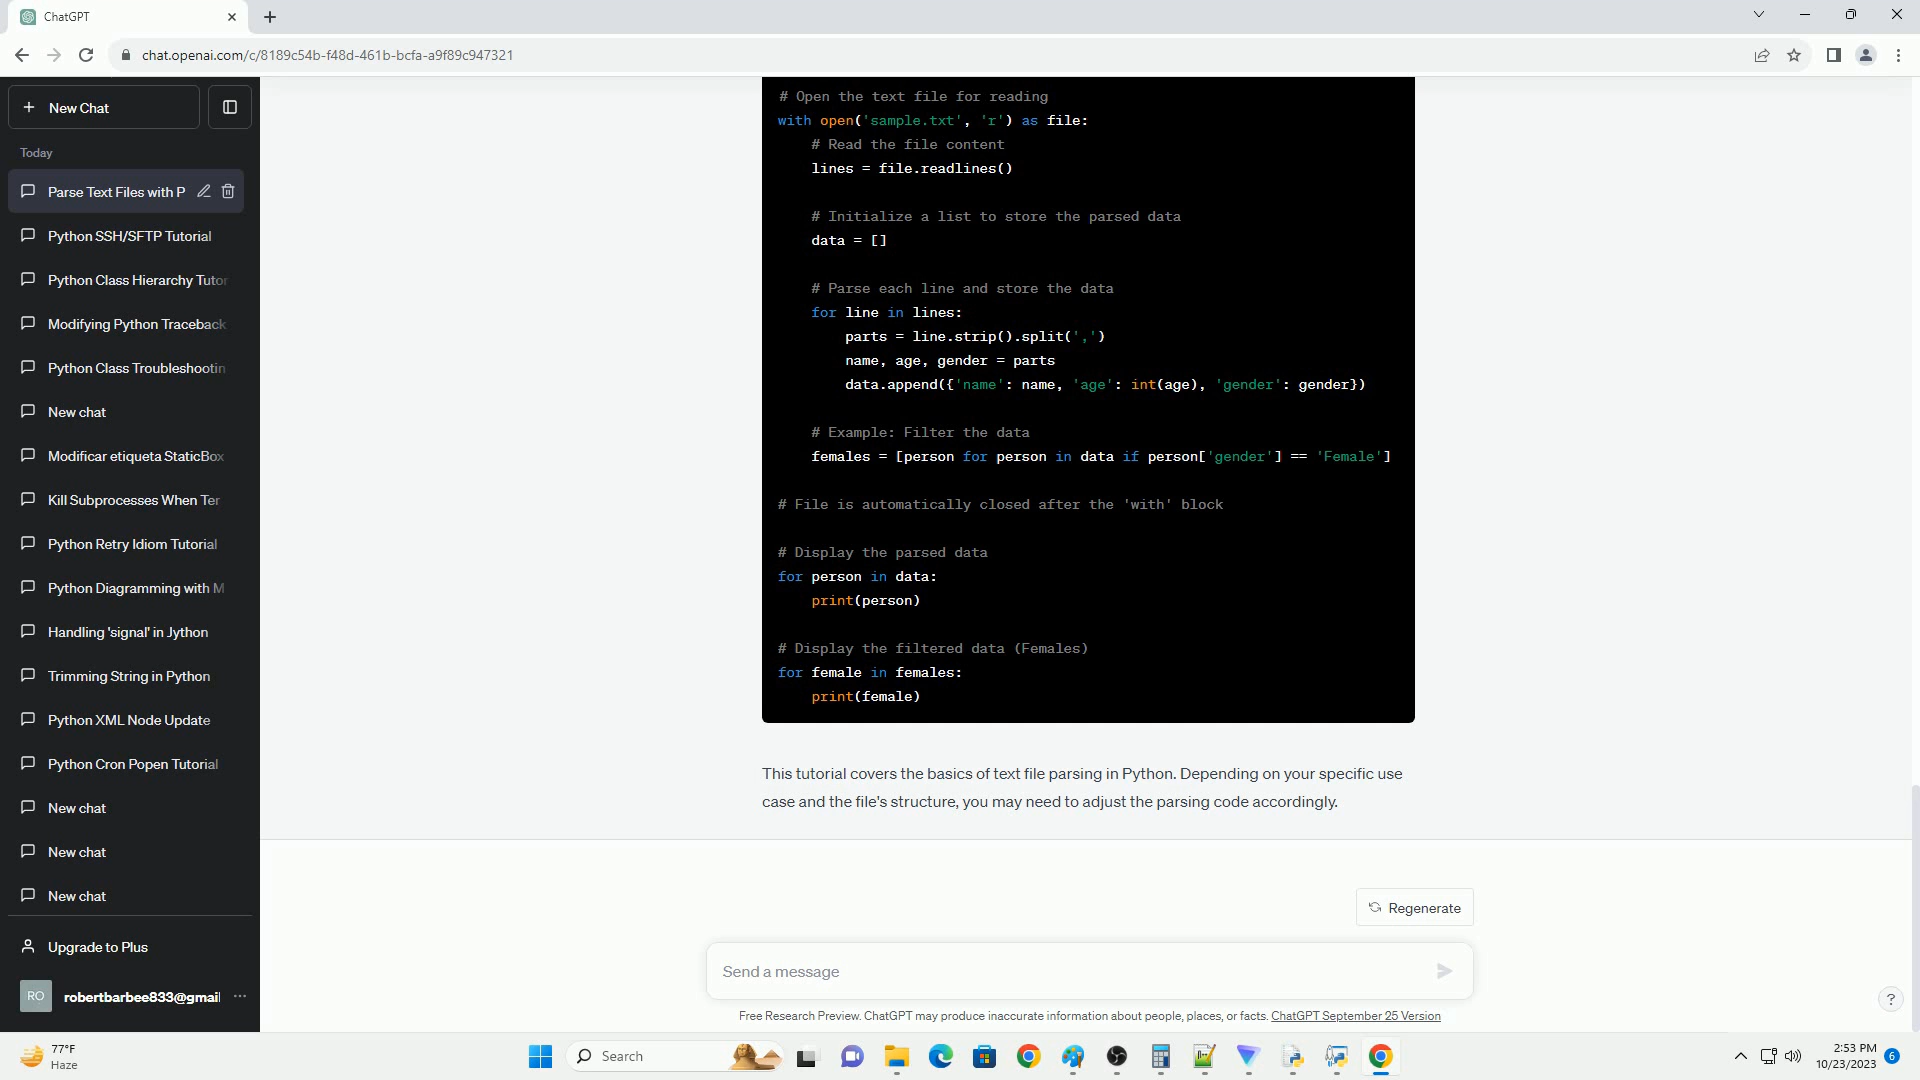 ChatGPT
chat.openai.com/c/8189c54b-f48d-461b-bcfa-a9f89c947321
New Chat
Today
Parse Text Files with P
Python SSH/SFTP Tutorial
Python Class Hierarchy Tutor
Modifying Python Traceback
Python Class Troubleshootin
New chat
Modificar etiqueta StaticBox
Kill Subprocesses When Ter
Python Retry Idiom Tutorial
Python Diagramming with M
Handling 'signal' in Jython
Trimming String in Python
Python XML Node Update
Python Cron Popen Tutorial
New chat
New chat
New chat
Upgrade to Plus
RO
robertbarbee833@gmail
# Open the text file for reading
with open('sample.txt', 'r') as file:
# Read the file content
lines = file.readlines()
# Initialize a list to store the parsed data
data = []
# Parse each line and store the data
for line in lines:
parts = line.strip().split(',')
name, age, gender = parts
data.append({'name': name, 'age': int(age), 'gender': gender})
# Example: Filter the data
females = [person for person in data if person['gender'] == 'Female']
# File is automatically closed after the 'with' block
# Display the parsed data
for person in data:
print(person)
# Display the filtered data (Females)
for female in females:
print(female)
This tutorial covers the basics of text file parsing in Python. Depending on your specific use
case and the file's structure, you may need to adjust the parsing code accordingly.
Regenerate
Send a message
Free Research Preview. ChatGPT may produce inaccurate information about people, places, or facts. ChatGPT September 25 Version
?
77°F
Haze
Search
2:53 PM
10/23/2023
6